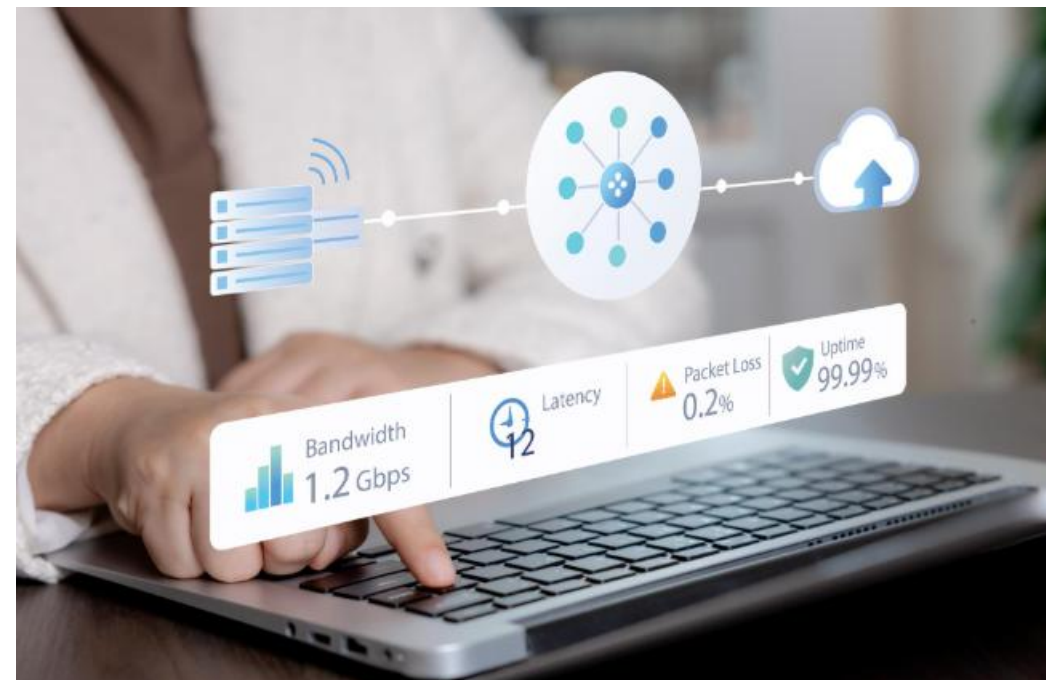 Bandwidth
1.2 Gbps
Latency
12
Packet Loss
0.2%
Uptime
99.99%